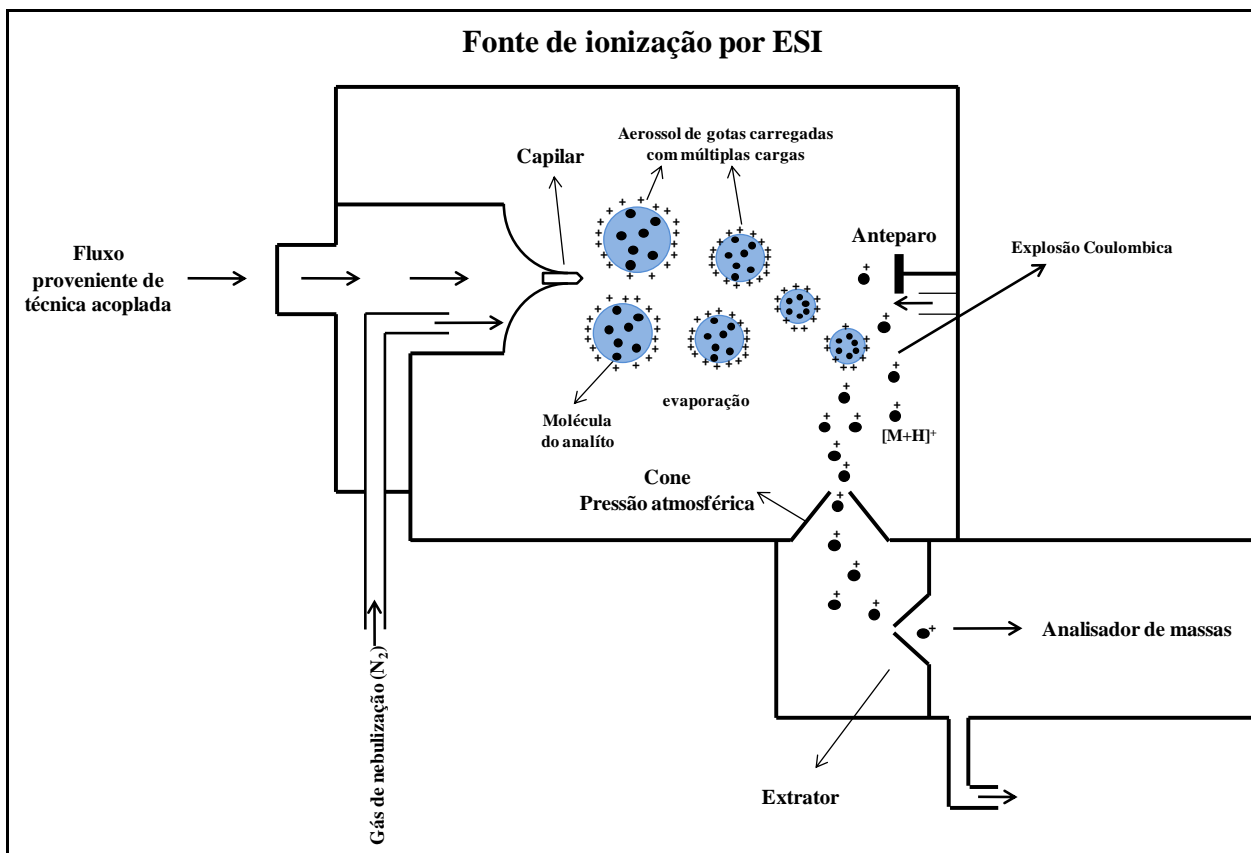 Fonte de ionização por ESI
Aerossol de gotas carregadas
com múltiplas cargas
Capilar
Anteparo
Explosão Coulombica
Fluxo
proveniente de
técnica acoplada
evaporação
Molécula
do analíto
[M+H]⁺
Cone
Pressão atmosférica
Analisador de massas
Gás de nebulização (N₂)
Extrator